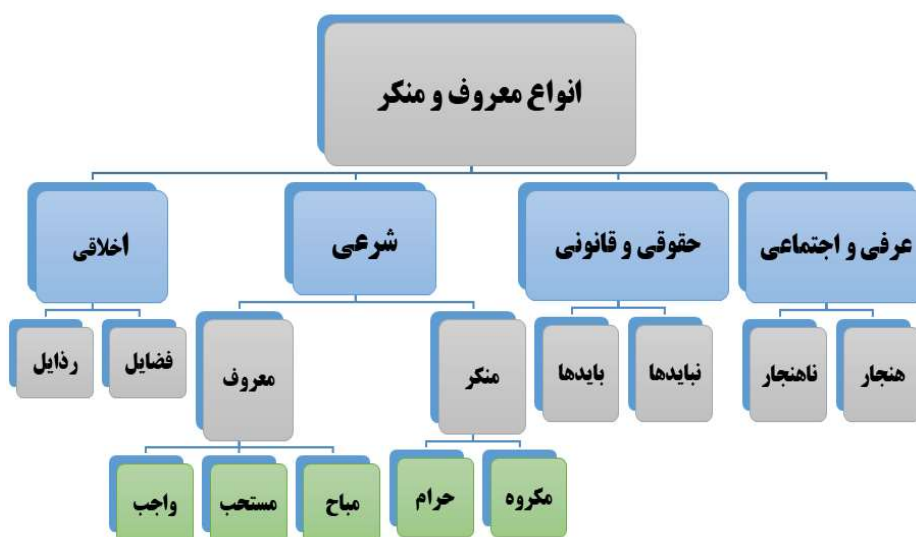 انواع معروف و منکر
عرفی و اجتماعی
حقوقی و قانونی
شرعی
اخلاقی
هنجار
ناهنجار
نبایدها
بایدها
منکر
معروف
فضایل
رذایل
مکروه
حرام
مباح
مستحب
واجب